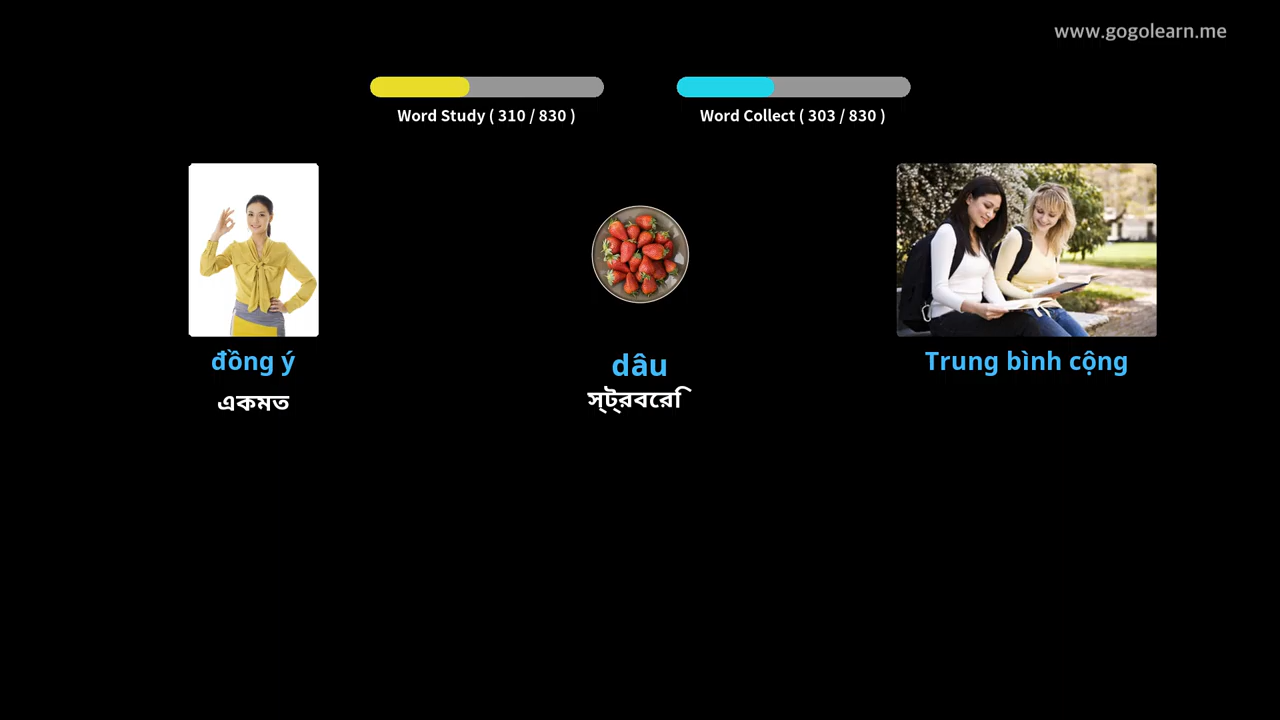 www.gogolearn.me
Word Study ( 310 / 830 )
Word Collect ( 303 / 830 )
đồng ý
একমত
dâu
স্ট্রবেরি
Trung bình cộng